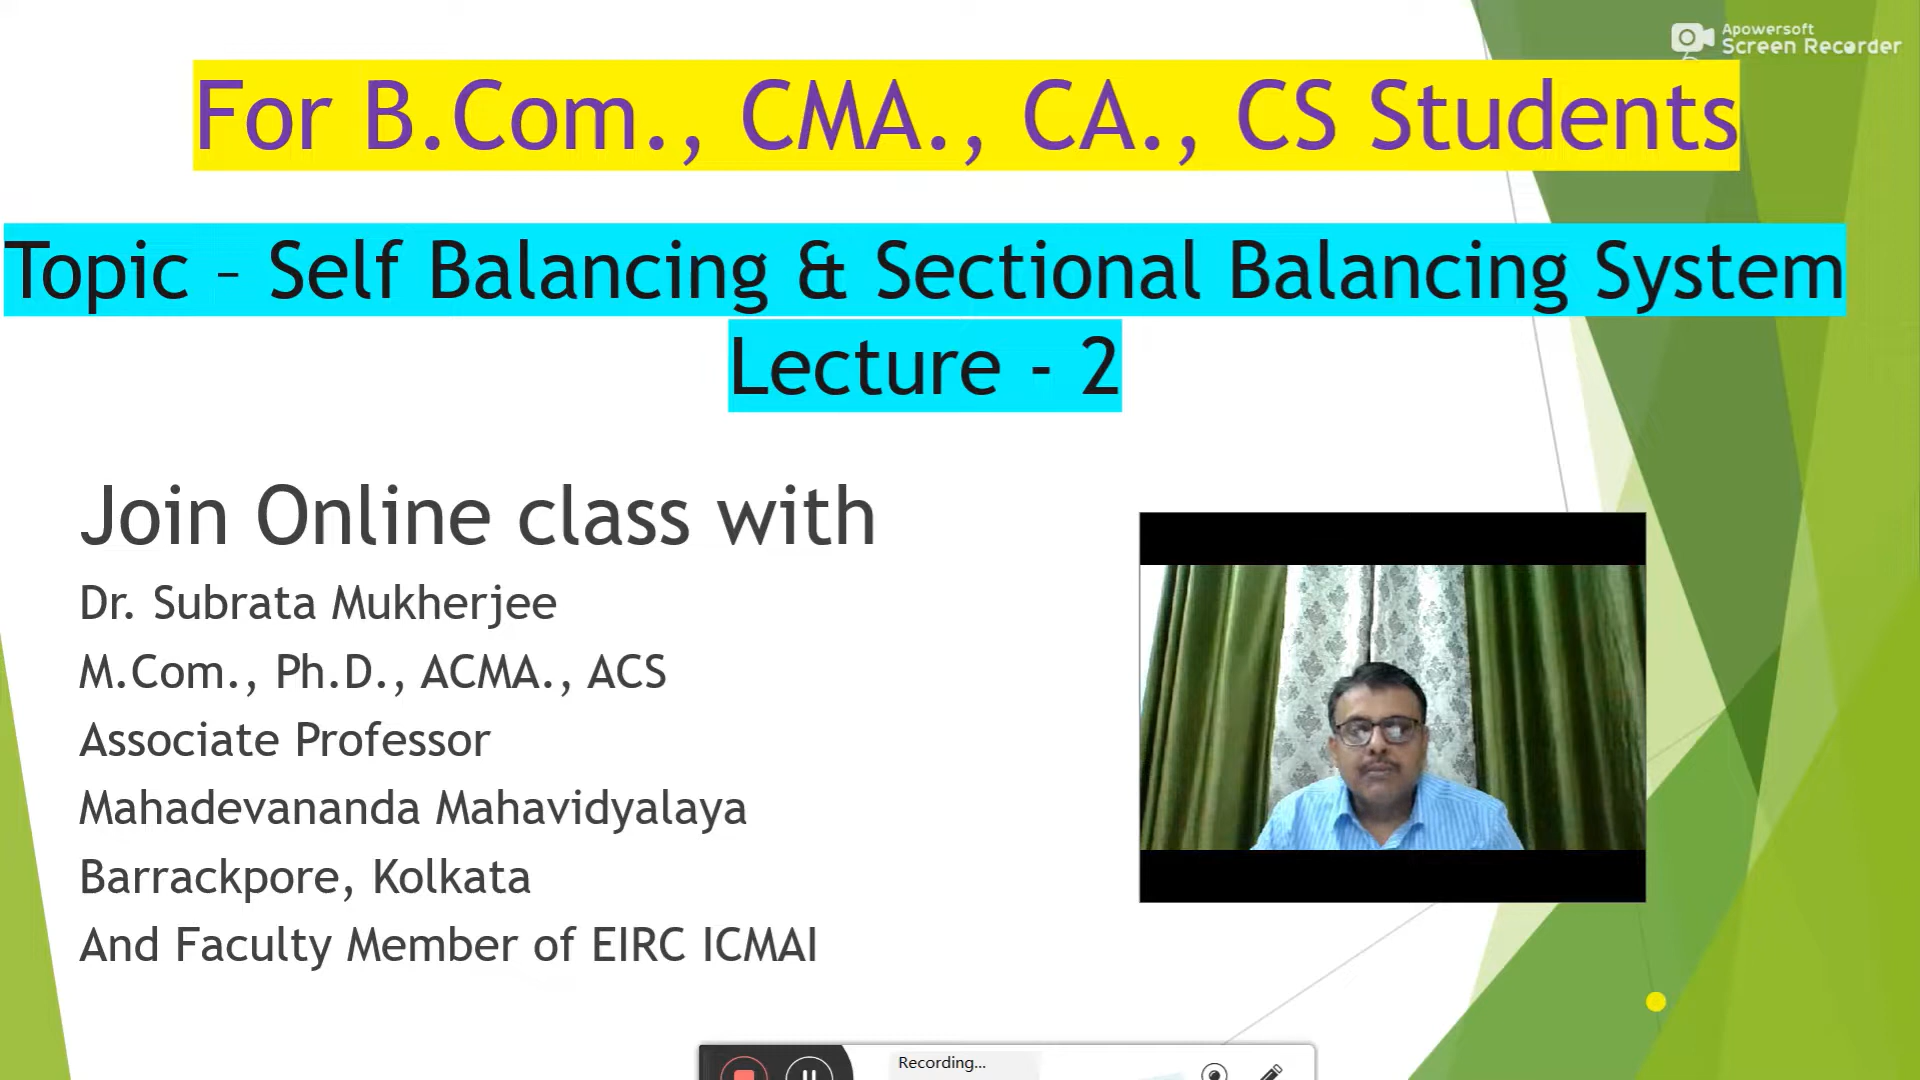 Apowersoft
Screen Recorder
For B.Com., CMA., CA., CS Students
Topic – Self Balancing & Sectional Balancing System
Lecture - 2
Join Online class with
Dr. Subrata Mukherjee
M.Com., Ph.D., ACMA., ACS
Associate Professor
Mahadevananda Mahavidyalaya
Barrackpore, Kolkata
And Faculty Member of EIRC ICMAI
Recording...